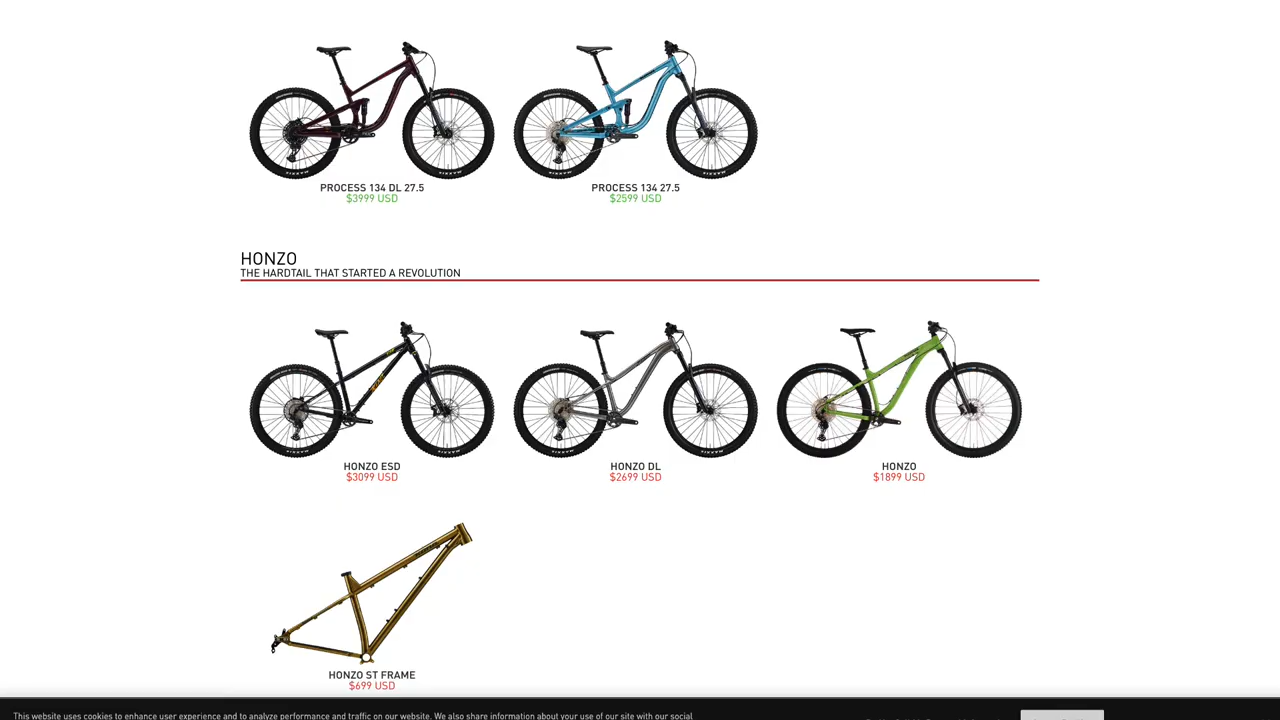 PROCESS 134 DL 27.5
$3999 USD
PROCESS 134 27.5
$2599 USD
HONZO
THE HARDTAIL THAT STARTED A REVOLUTION
HONZO ESD
$3099 USD
HONZO DL
$2699 USD
HONZO
$1899 USD
HONZO ST FRAME
$699 USD
This website uses cookies to enhance user experience and to analyze performance and traffic on our website. We also share information about your use of our site with our social